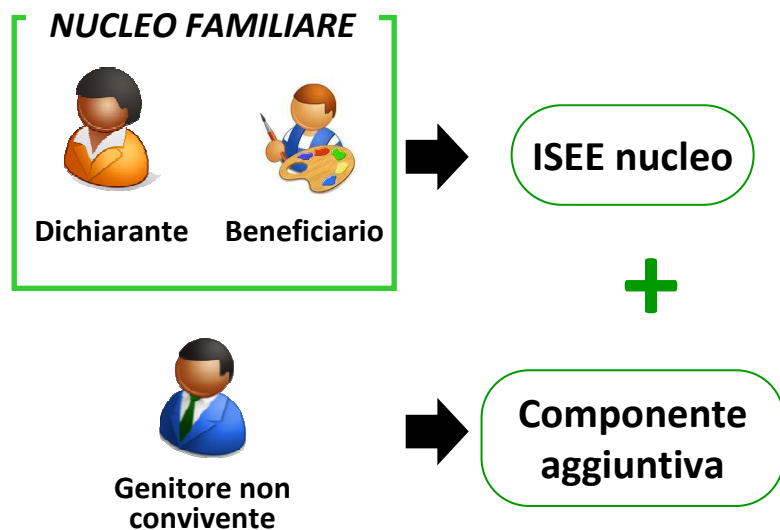 NUCLEO FAMILIARE
Dichiarante
Beneficiario
ISEE nucleo
+
Genitore non
convivente
Componente
aggiuntiva